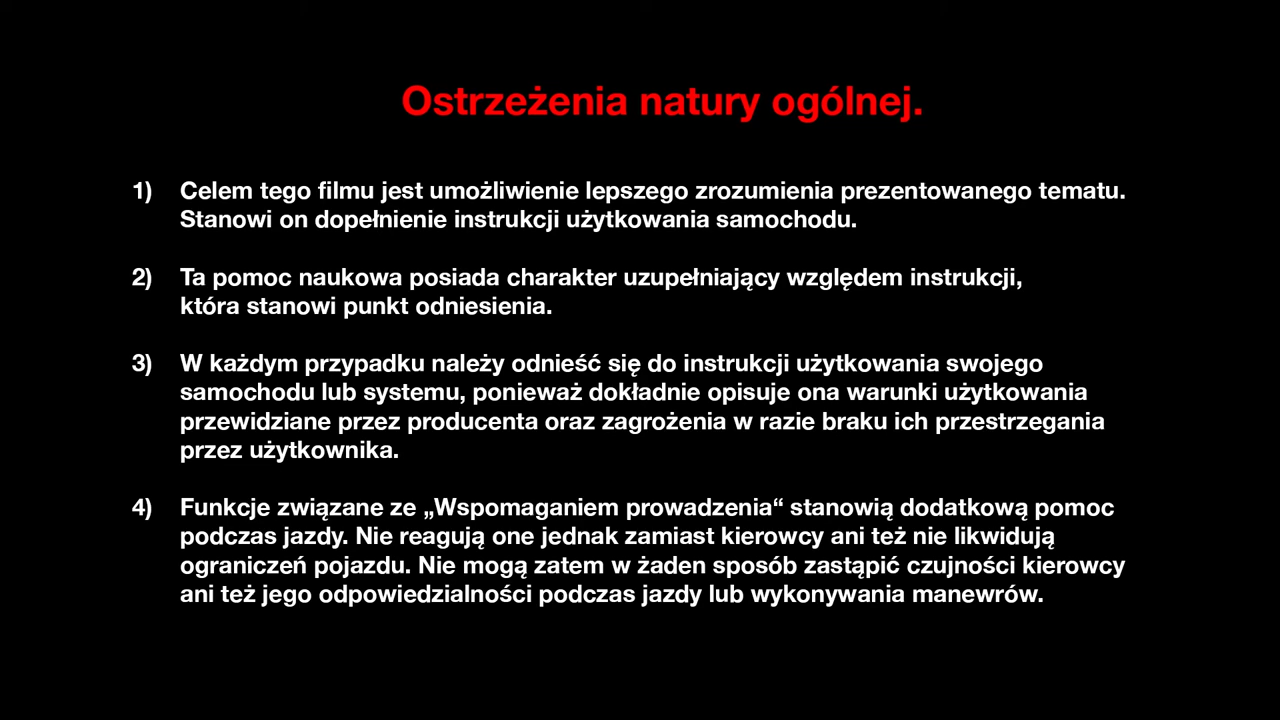 Ostrzeżenia natury ogólnej.
1) Celem tego filmu jest umożliwienie lepszego zrozumienia prezentowanego tematu.
Stanowi on dopełnienie instrukcji użytkowania samochodu.
2) Ta pomoc naukowa posiada charakter uzupełniający względem instrukcji,
która stanowi punkt odniesienia.
3) W każdym przypadku należy odnieść się do instrukcji użytkowania swojego
samochodu lub systemu, ponieważ dokładnie opisuje ona warunki użytkowania
przewidziane przez producenta oraz zagrożenia w razie braku ich przestrzegania
przez użytkownika.
4) Funkcje związane ze „Wspomaganiem prowadzenia“ stanowią dodatkową pomoc
podczas jazdy. Nie reagują one jednak zamiast kierowcy ani też nie likwidują
ograniczeń pojazdu. Nie mogą zatem w żaden sposób zastąpić czujności kierowcy
ani też jego odpowiedzialności podczas jazdy lub wykonywania manewrów.